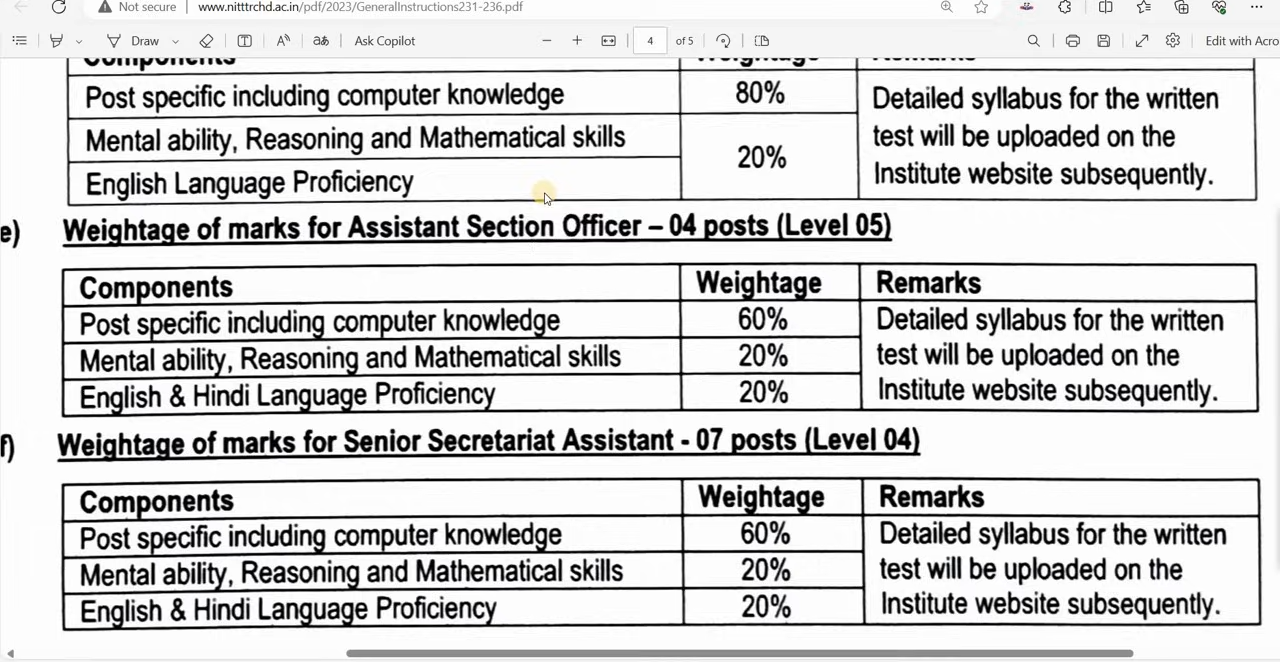 Not secure www.nitttrchd.ac.in/pdf/2023/GeneralInstructions231-236.pdf
Draw aあ Ask Copilot 4 of 5 Edit with Acro
Components Weightage Remarks
Post specific including computer knowledge 80% Detailed syllabus for the written
Mental ability, Reasoning and Mathematical skills 20% test will be uploaded on the
English Language Proficiency Institute website subsequently.
e) Weightage of marks for Assistant Section Officer – 04 posts (Level 05)
Components Weightage Remarks
Post specific including computer knowledge 60% Detailed syllabus for the written
Mental ability, Reasoning and Mathematical skills 20% test will be uploaded on the
English & Hindi Language Proficiency 20% Institute website subsequently.
f) Weightage of marks for Senior Secretariat Assistant - 07 posts (Level 04)
Components Weightage Remarks
Post specific including computer knowledge 60% Detailed syllabus for the written
Mental ability, Reasoning and Mathematical skills 20% test will be uploaded on the
English & Hindi Language Proficiency 20% Institute website subsequently.